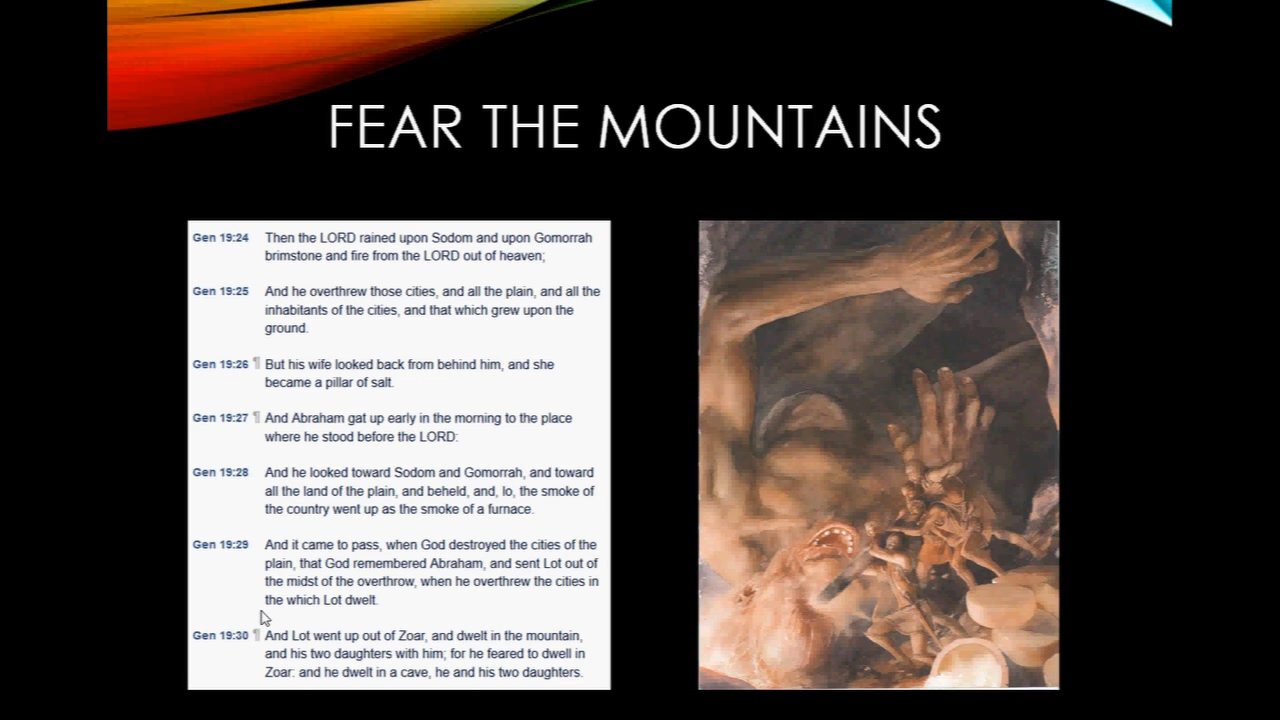 FEAR THE MOUNTAINS
Gen 19:24 Then the LORD rained upon Sodom and upon Gomorrah
brimstone and fire from the LORD out of heaven;
Gen 19:25 And he overthrew those cities, and all the plain, and all the
inhabitants of the cities, and that which grew upon the
ground.
Gen 19:26 ¶ But his wife looked back from behind him, and she
became a pillar of salt.
Gen 19:27 ¶ And Abraham gat up early in the morning to the place
where he stood before the LORD:
Gen 19:28 And he looked toward Sodom and Gomorrah, and toward
all the land of the plain, and beheld, and, lo, the smoke of
the country went up as the smoke of a furnace.
Gen 19:29 And it came to pass, when God destroyed the cities of the
plain, that God remembered Abraham, and sent Lot out of
the midst of the overthrow, when he overthrew the cities in
the which Lot dwelt.
Gen 19:30 ¶ And Lot went up out of Zoar, and dwelt in the mountain,
and his two daughters with him; for he feared to dwell in
Zoar: and he dwelt in a cave, he and his two daughters.